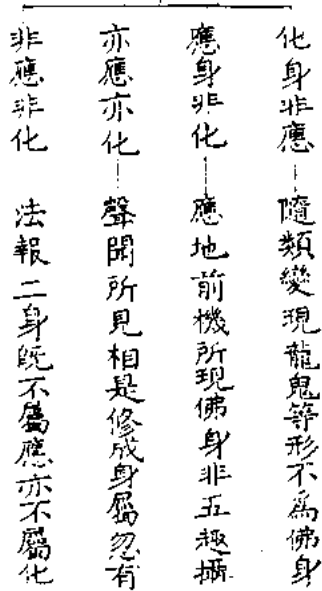 化身非應——隨類變現龍鬼等形不為佛身
應身非化——應地前機所現佛身非五趣攝
亦應亦化——聲聞所見相是修成身屬忽有
非應非化 法報二身既不屬應亦不屬化